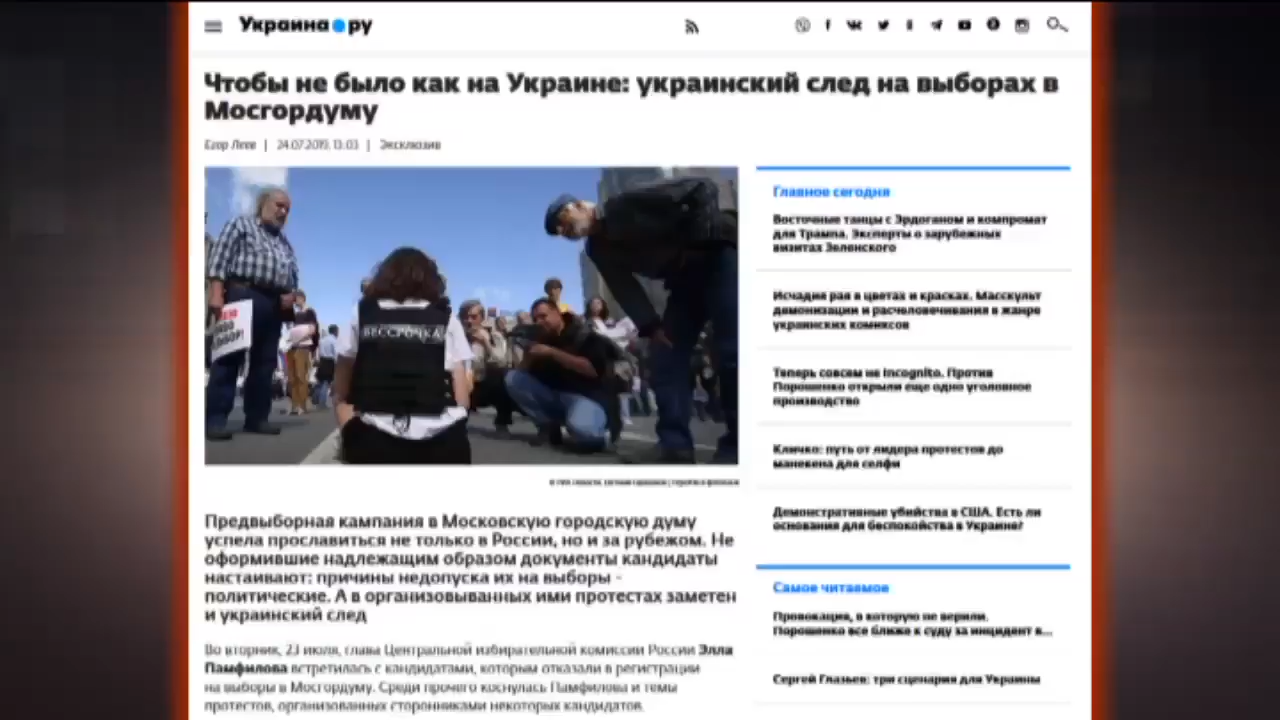 Украина ру
Чтобы не было как на Украине: украинский след на выборах в
Мосгордуму
Егор Леев | 24.07.2019, 13:03 | Эксклюзив
БЕССРОЧКА
Главное сегодня
Восточные танцы с Эрдоганом и компромат
для Трампа. Эксперты о зарубежных
визитах Зеленского
Исчадия рая в цветах и красках. Масскульт
демонизации и расчеловечивания в жанре
украинских комиксов
Теперь совсем не incognito. Против
Порошенко открыли еще одно уголовное
производство
Кличко: путь от лидера протестов до
манекена для селфи
Демонстративные убийства в США. Есть ли
основания для беспокойства в Украине?
Предвыборная кампания в Московскую городскую думу
успела прославиться не только в России, но и за рубежом. Не
оформившие надлежащим образом документы кандидаты
настаивают: причины недопуска их на выборы -
политические. А в организовыванных ими протестах заметен
и украинский след
Самое читаемое
Провокация, в которую не верили.
Порошенко все ближе к суду за инцидент в...
Сергей Глазьев: три сценария для Украины
Во вторник, 23 июля, глава Центральной избирательной комиссии России Элла
Памфилова встретилась с кандидатами, которым отказали в регистрации
на выборы в Мосгордуму. Среди прочего коснулась Памфилова и темы
протестов, организованных сторонниками некоторых кандидатов.